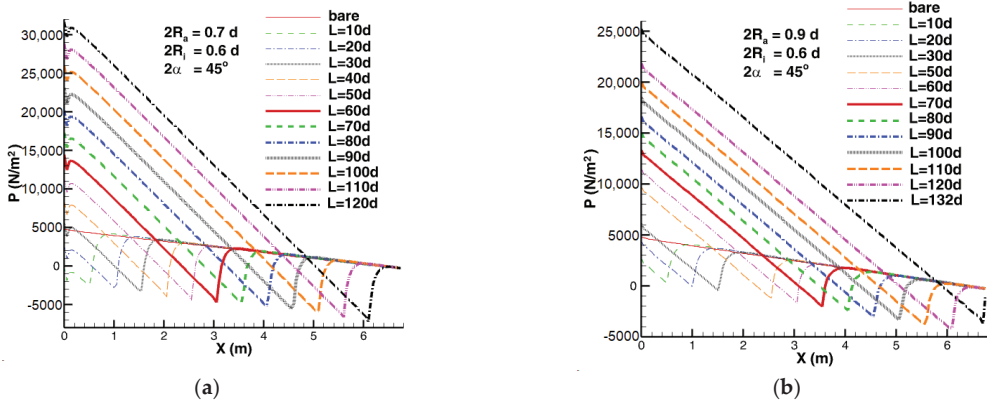 2Rₐ = 0.7 d
2Rᵢ = 0.6 d
2α = 45°
bare
L=10d
L=20d
L=30d
L=40d
L=50d
L=60d
L=70d
L=80d
L=90d
L=100d
L=110d
L=120d
30,000
25,000
20,000
15,000
10,000
5000
0
-5000
P (N/m²)
0 1 2 3 4 5 6
X (m)
(a)
2Rₐ = 0.9 d
2Rᵢ = 0.6 d
2α = 45°
bare
L=10d
L=20d
L=30d
L=50d
L=60d
L=70d
L=80d
L=90d
L=100d
L=110d
L=120d
L=132d
25,000
20,000
15,000
10,000
5000
0
-5000
P (N/m²)
0 1 2 3 4 5 6
X (m)
(b)